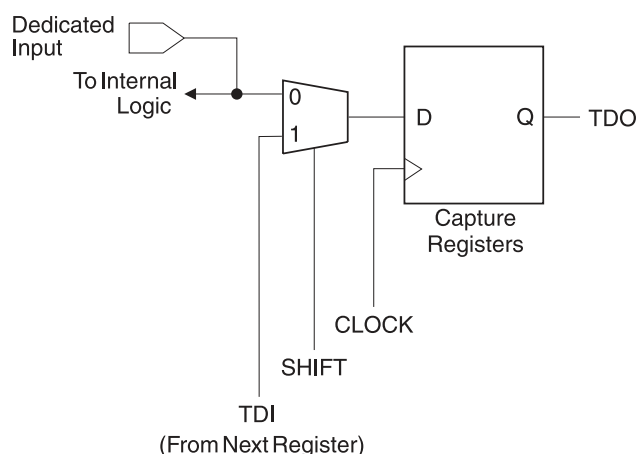 Dedicated
Input
To Internal
Logic
0
1
D
Q
TDO
Capture
Registers
CLOCK
SHIFT
TDI
(From Next Register)